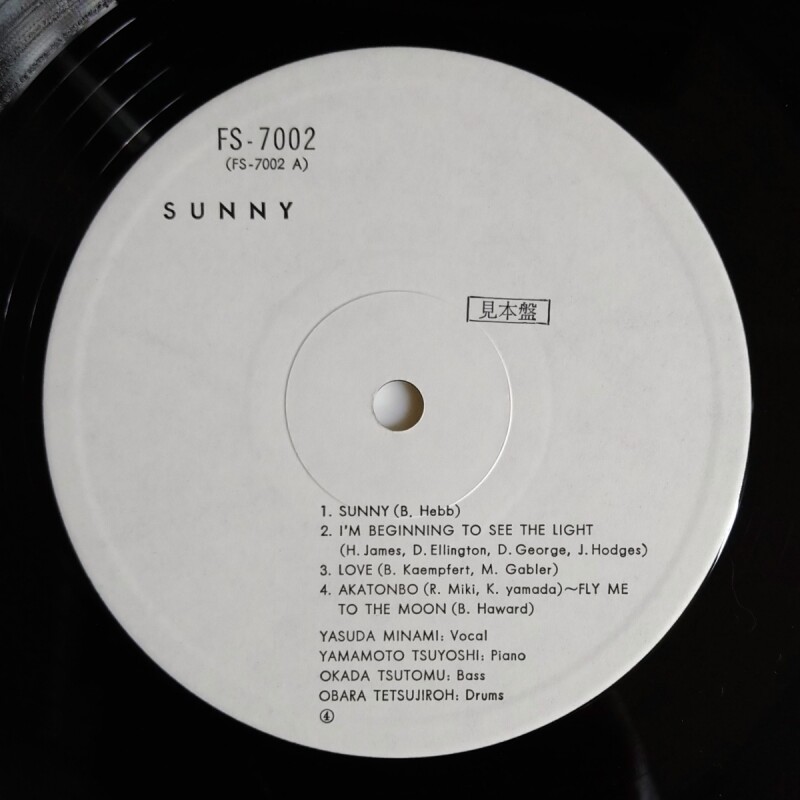 FS-7002
(FS-7002 A)
SUNNY
見本盤
1. SUNNY (B. Hebb)
2. I'M BEGINNING TO SEE THE LIGHT
(H. James, D. Ellington, D. George, J. Hodges)
3. LOVE (B. Kaempfert, M. Gabler)
4. AKATONBO (R. Miki, K. yamada)~FLY ME
TO THE MOON (B. Haward)
YASUDA MINAMI: Vocal
YAMAMOTO TSUYOSHI: Piano
OKADA TSUTOMU: Bass
OBARA TETSUJIROH: Drums
④